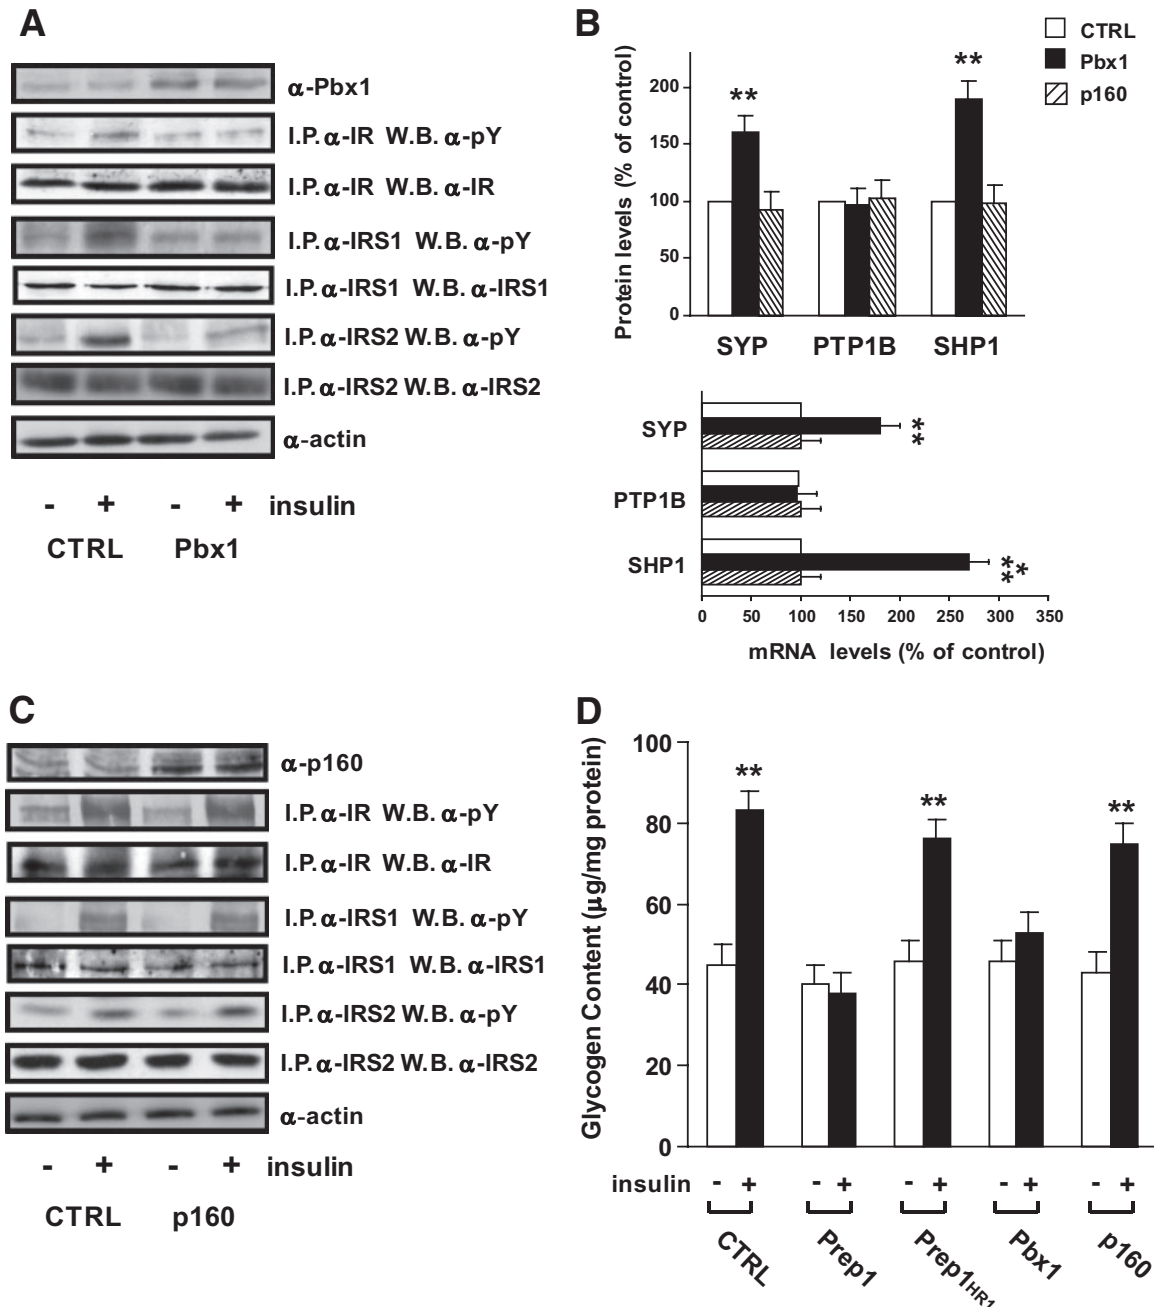 A
α-Pbx1
I.P. α-IR W.B. α-pY
I.P. α-IR W.B. α-IR
I.P. α-IRS1 W.B. α-pY
I.P. α-IRS1 W.B. α-IRS1
I.P. α-IRS2 W.B. α-pY
I.P. α-IRS2 W.B. α-IRS2
α-actin
- + - + insulin
CTRL Pbx1
B
CTRL
Pbx1
p160
Protein levels (% of control)
200
150
100
50
0
** **
SYP PTP1B SHP1
SYP **
PTP1B
SHP1 ***
0 50 100 150 200 250 300 350
mRNA levels (% of control)
C
α-p160
I.P. α-IR W.B. α-pY
I.P. α-IR W.B. α-IR
I.P. α-IRS1 W.B. α-pY
I.P. α-IRS1 W.B. α-IRS1
I.P. α-IRS2 W.B. α-pY
I.P. α-IRS2 W.B. α-IRS2
α-actin
- + - + insulin
CTRL p160
D
Glycogen Content (μg/mg protein)
100
80
60
40
20
0
** ** **
insulin - + - + - + - + - +
CTRL Prep1 Prep1HR1 Pbx1 p160